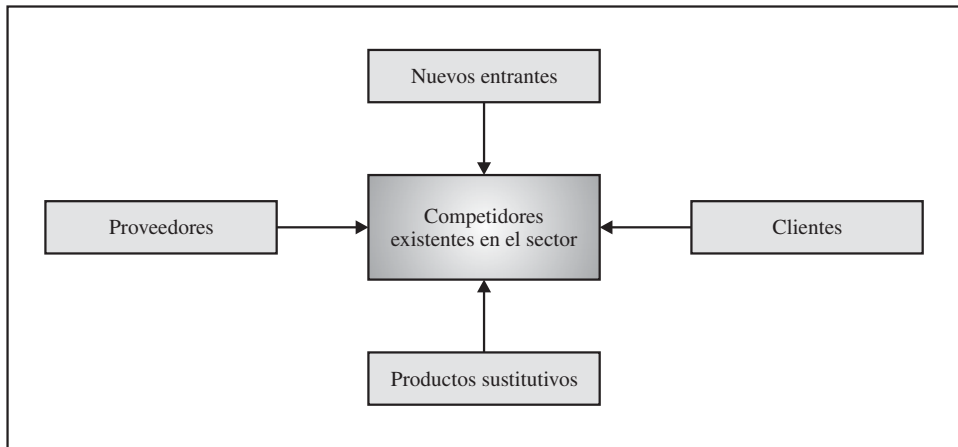 Nuevos entrantes
Proveedores
Competidores
existentes en el sector
Clientes
Productos sustitutivos